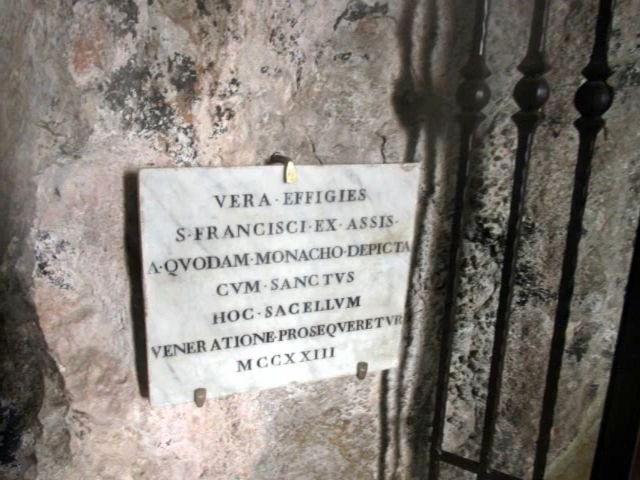 VERA·EFFIGIES
S·FRANCISCI·EX·ASSIS·
A·QVODAM·MONACHO·DEPICTA
CVM·SANCTVS
HOC·SACELLVM
VENERATIONE·PROSEQVERETVR
MCCXXIII